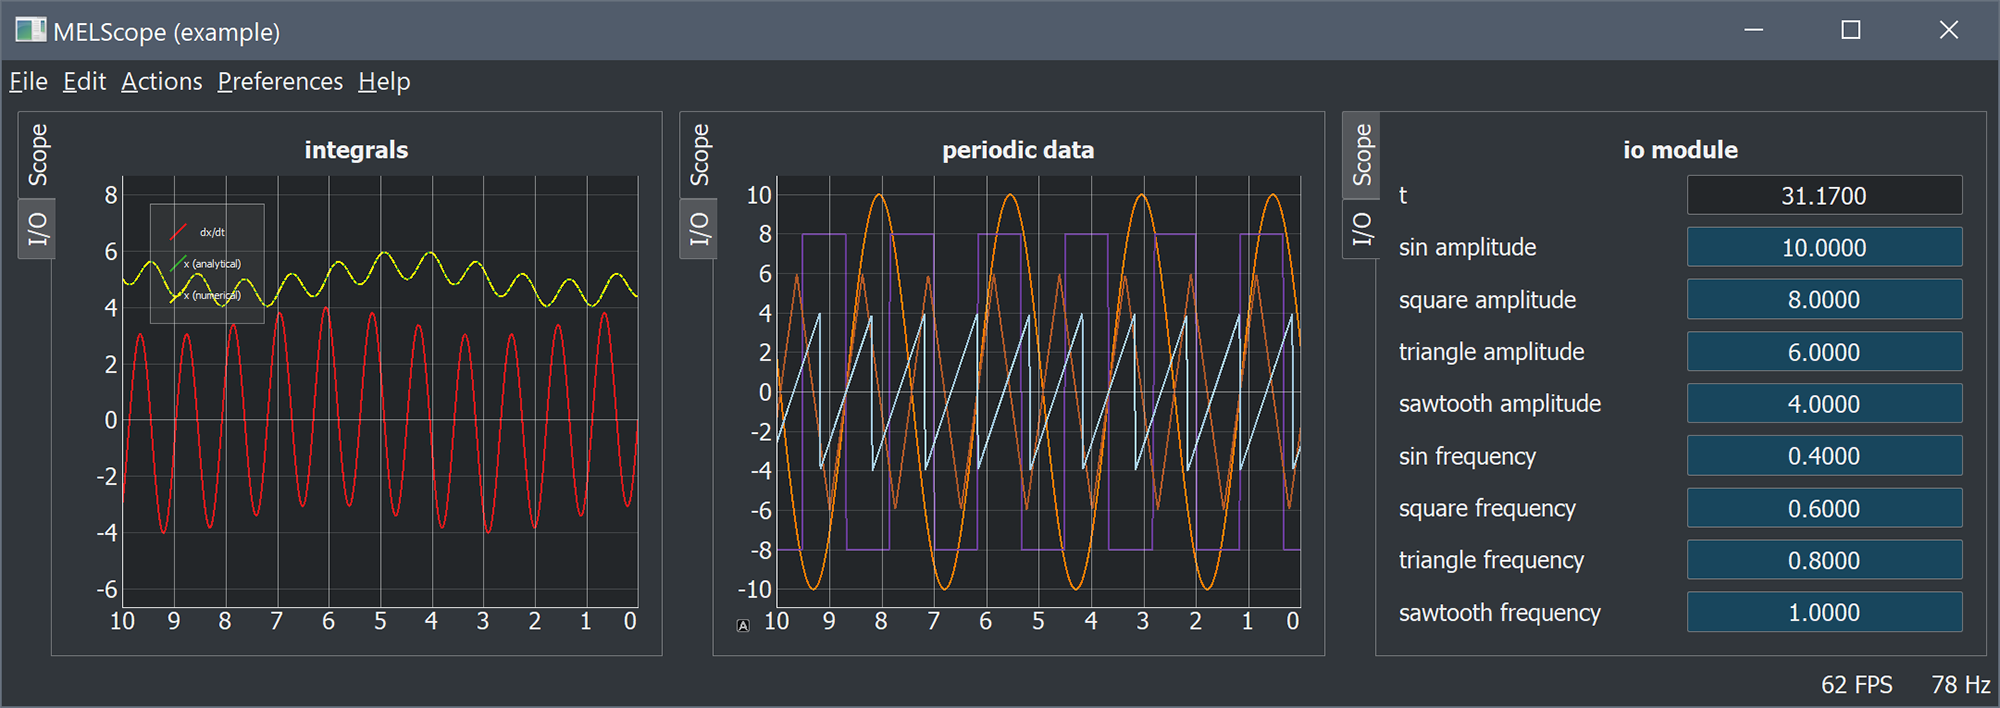 MELScope (example)
File Edit Actions Preferences Help
Scope
I/O
integrals
8
6
4
2
0
-2
-4
-6
dx/dt
x (analytical)
x (numerical)
10 9 8 7 6 5 4 3 2 1 0
Scope
I/O
periodic data
10
8
6
4
2
0
-2
-4
-6
-8
-10
A
10 9 8 7 6 5 4 3 2 1 0
Scope
I/O
io module
t 31.1700
sin amplitude 10.0000
square amplitude 8.0000
triangle amplitude 6.0000
sawtooth amplitude 4.0000
sin frequency 0.4000
square frequency 0.6000
triangle frequency 0.8000
sawtooth frequency 1.0000
62 FPS 78 Hz